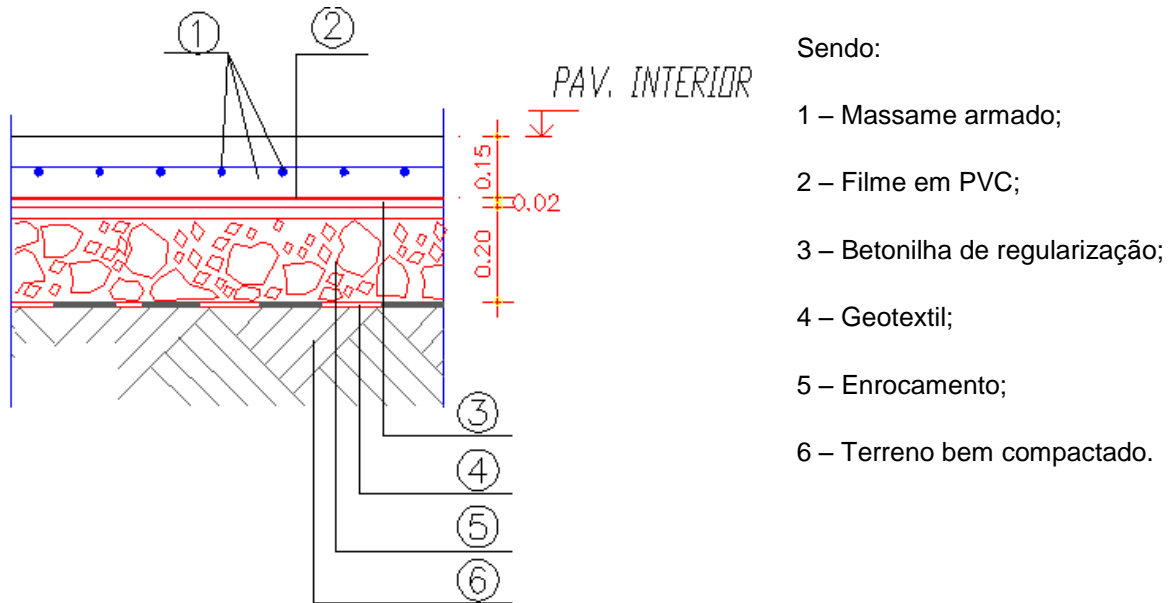 1
2
PAV. INTERIOR
0.15
0.02
0.20
3
4
5
6
Sendo:
1 – Massame armado;
2 – Filme em PVC;
3 – Betonilha de regularização;
4 – Geotextil;
5 – Enrocamento;
6 – Terreno bem compactado.